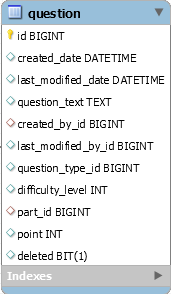 question
id BIGINT
created_date DATETIME
last_modified_date DATETIME
question_text TEXT
created_by_id BIGINT
last_modified_by_id BIGINT
question_type_id BIGINT
difficulty_level INT
part_id BIGINT
point INT
deleted BIT(1)
Indexes